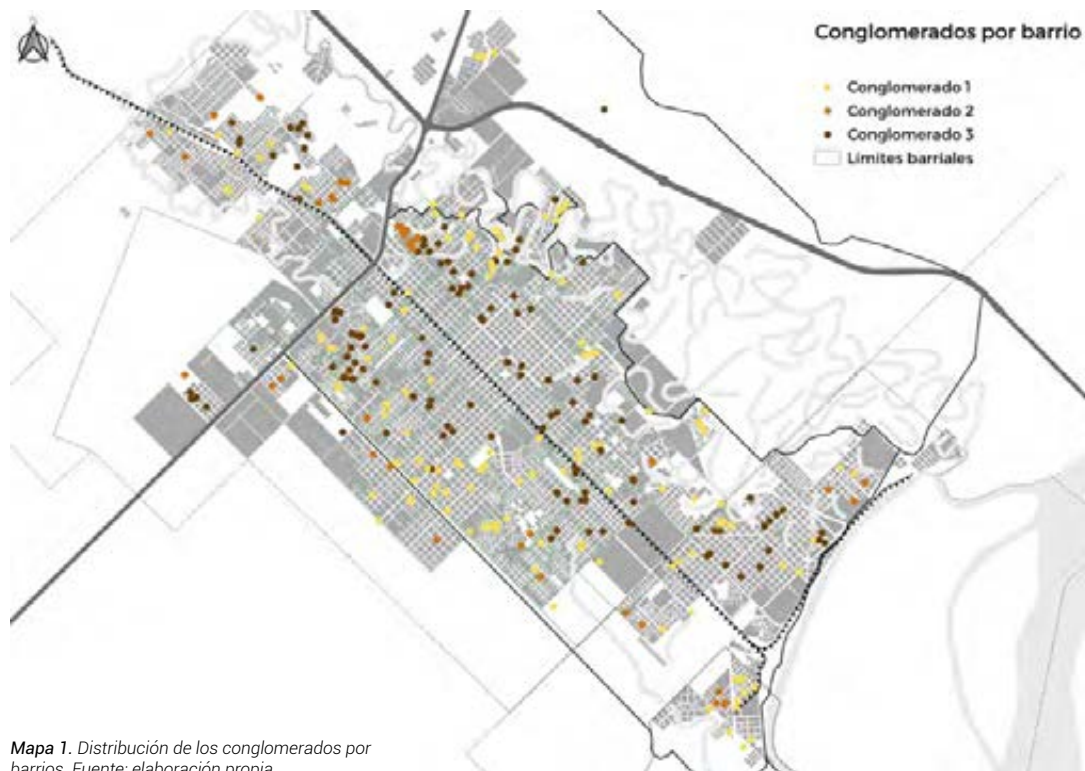 Conglomerados por barrio
Conglomerado 1
Conglomerado 2
Conglomerado 3
Límites barriales
Mapa 1. Distribución de los conglomerados por
barrios. Fuente: elaboración propia